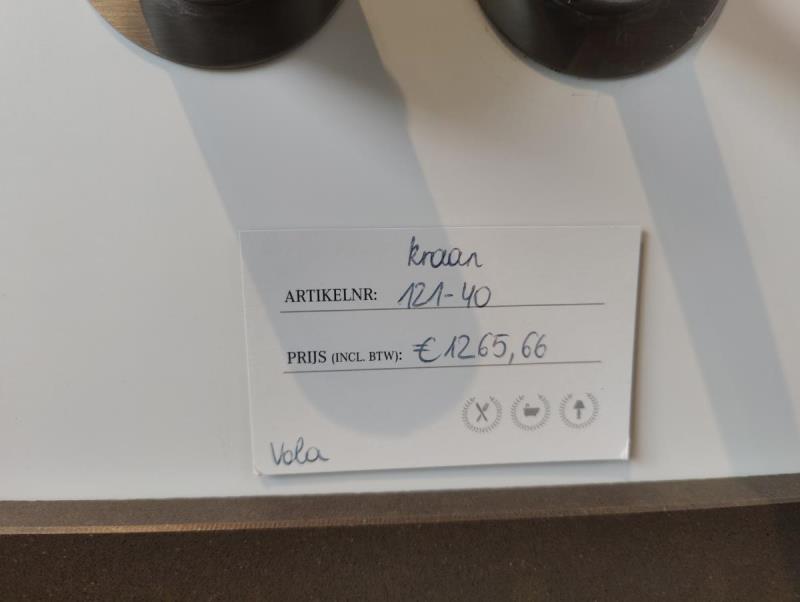 kraan
ARTIKELNR: 121-40
PRIJS (INCL. BTW): €1265,66
Vola